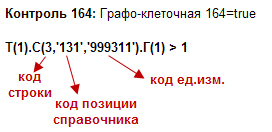 Контроль 164: Графо-клеточная 164=true
Т(1).С(3,'131','999311').Г(1) > 1
код строки
код позиции справочника
код ед.изм.